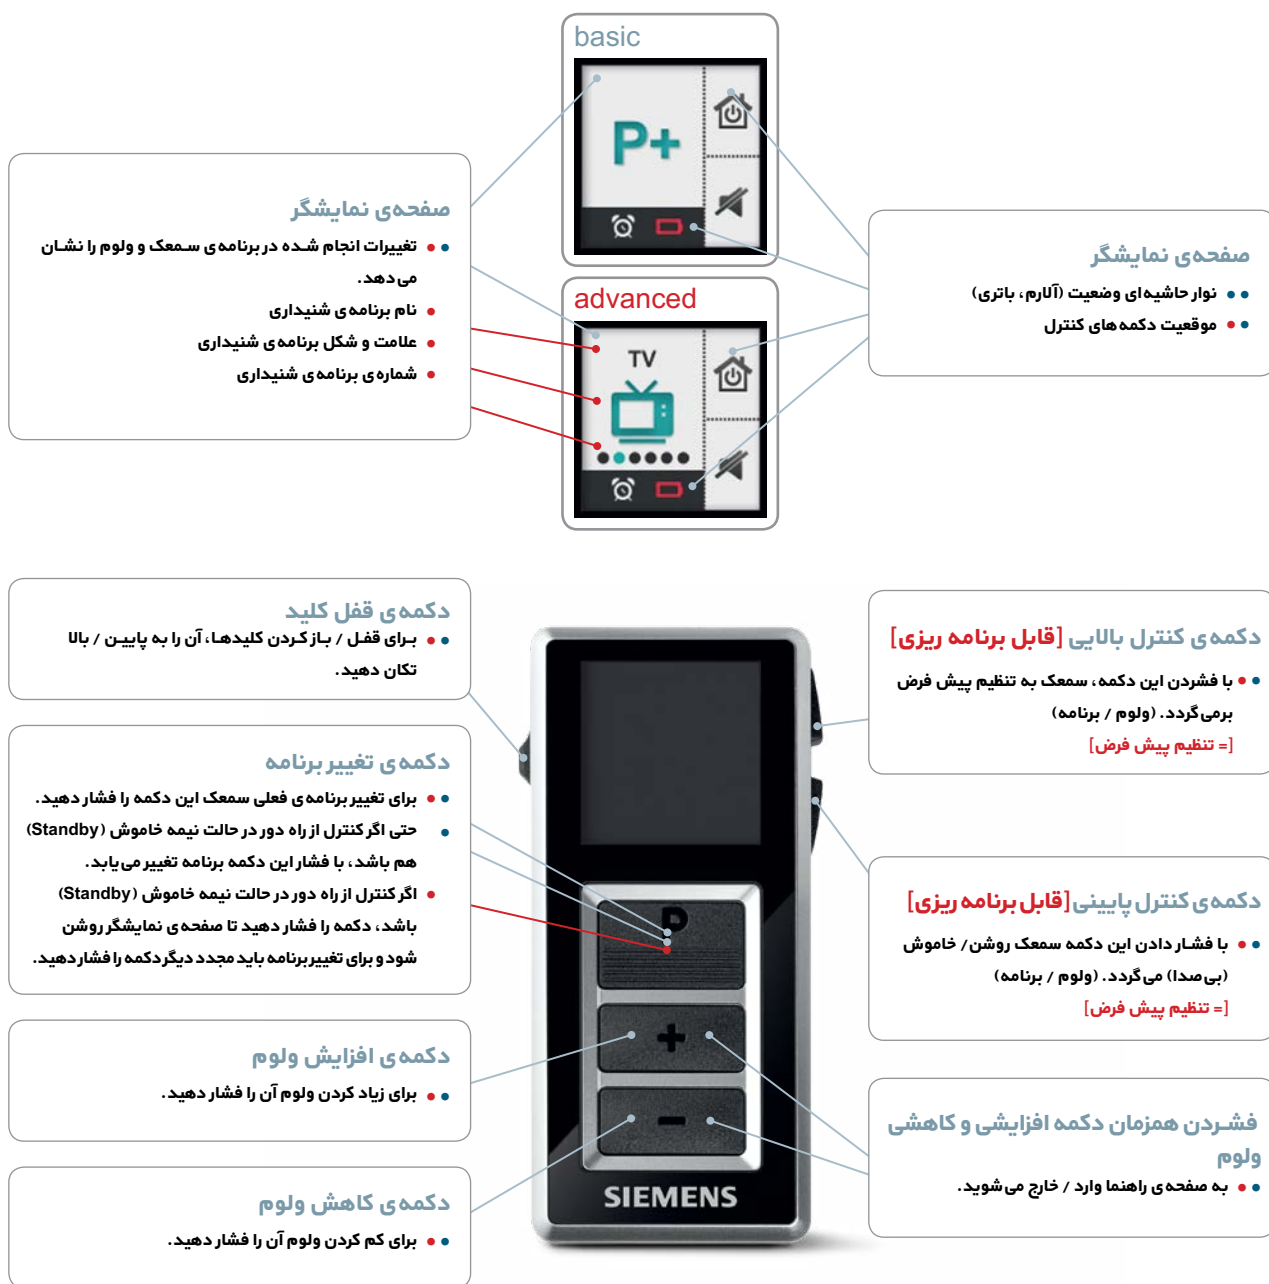 basic
P+
صفحه‌ی نمایشگر
تغییرات انجام شده در برنامه‌ی سمعک و ولوم را نشان
می‌دهد.
نام برنامه‌ی شنیداری
علامت و شکل برنامه‌ی شنیداری
شماره‌ی برنامه‌ی شنیداری
صفحه‌ی نمایشگر
نوار حاشیه‌ای وضعیت (آلارم، باتری)
موقعیت دکمه‌های کنترل
advanced
TV
دکمه‌ی قفل کلید
برای قفل / باز کردن کلیدها، آن را به پایین / بالا
تکان دهید.
دکمه‌ی کنترل بالایی [قابل برنامه ریزی]
با فشردن این دکمه، سمعک به تنظیم پیش فرض
برمی‌گردد. (ولوم / برنامه)
[= تنظیم پیش فرض]
دکمه‌ی تغییر برنامه
برای تغییر برنامه‌ی فعلی سمعک این دکمه را فشار دهید.
حتی اگر کنترل از راه دور در حالت نیمه خاموش (Standby)
هم باشد، با فشار این دکمه برنامه تغییر می‌یابد.
اگر کنترل از راه دور در حالت نیمه خاموش (Standby)
باشد، دکمه را فشار دهید تا صفحه‌ی نمایشگر روشن
شود و برای تغییر برنامه باید مجدد دیگر دکمه را فشار دهید.
دکمه‌ی کنترل پایینی [قابل برنامه ریزی]
با فشار دادن این دکمه سمعک روشن/ خاموش
(بی‌صدا) می‌گردد. (ولوم / برنامه)
[= تنظیم پیش فرض]
P
+
-
SIEMENS
دکمه‌ی افزایش ولوم
برای زیاد کردن ولوم آن را فشار دهید.
فشردن همزمان دکمه افزایشی و کاهشی
ولوم
به صفحه‌ی راهنما وارد / خارج می‌شوید.
دکمه‌ی کاهش ولوم
برای کم کردن ولوم آن را فشار دهید.